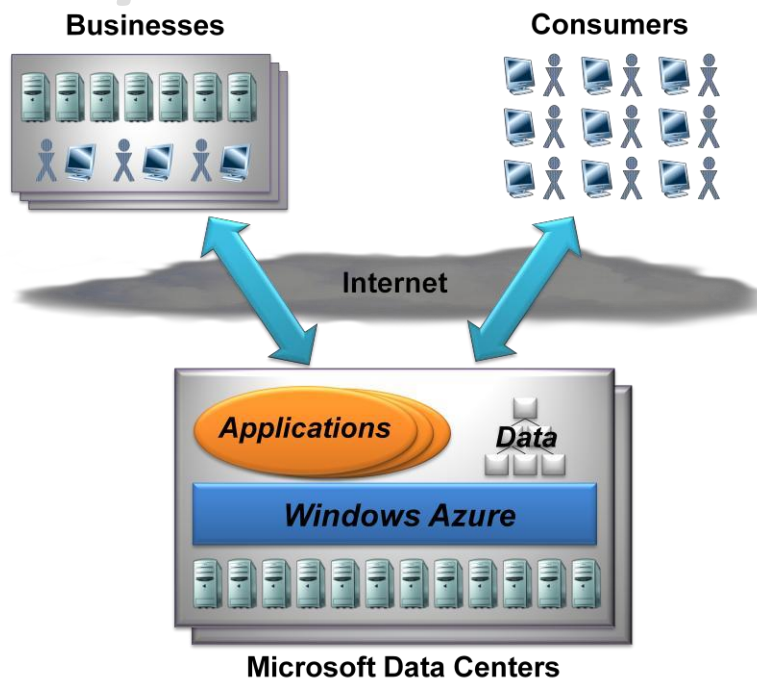 Businesses
Consumers
Internet
Applications
Data
Windows Azure
Microsoft Data Centers